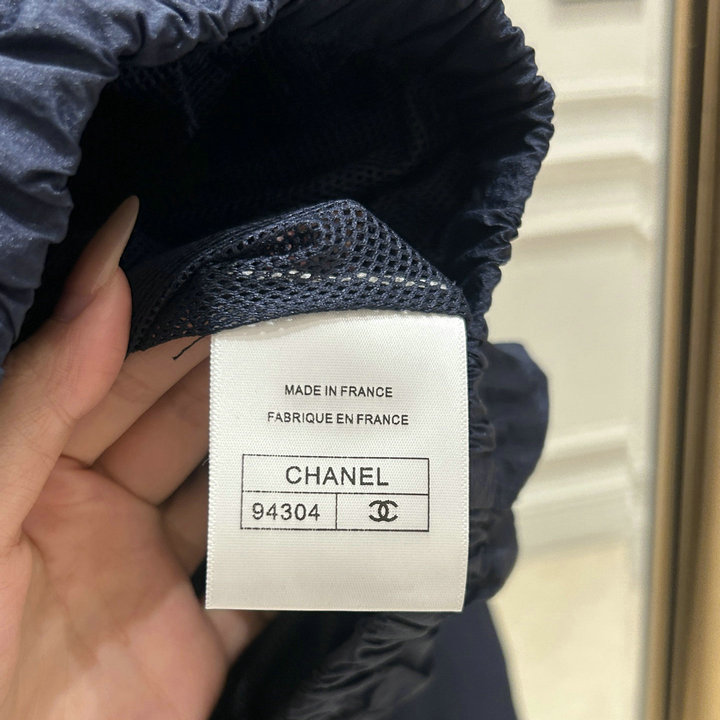 MADE IN FRANCE
FABRIQUE EN FRANCE
CHANEL
94304